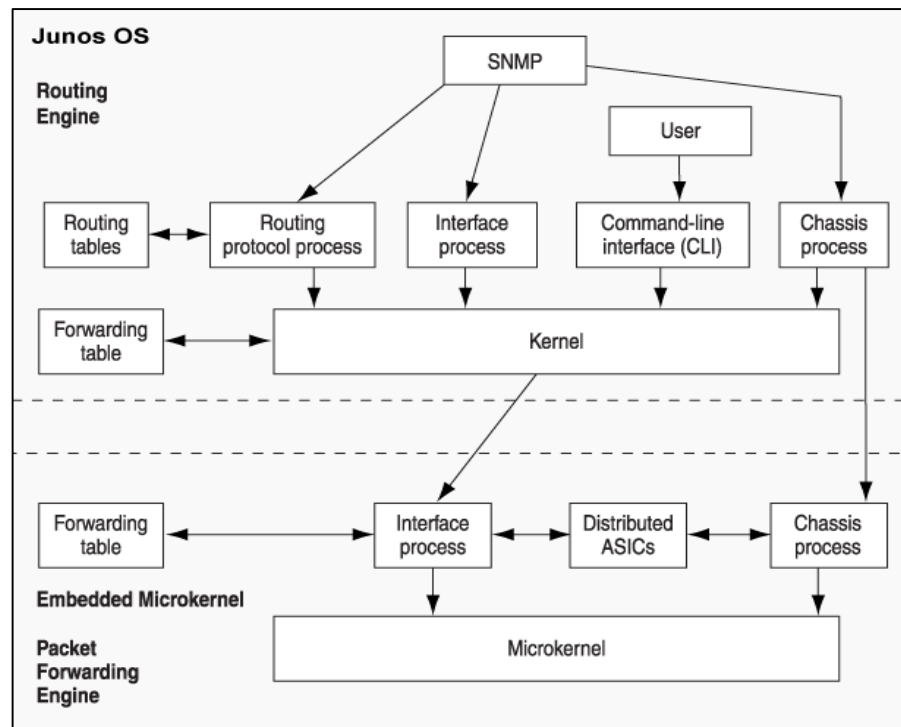 Junos OS
SNMP
Routing
Engine
User
Routing
tables
Routing
protocol process
Interface
process
Command-line
interface (CLI)
Chassis
process
Forwarding
table
Kernel
Forwarding
table
Interface
process
Distributed
ASICs
Chassis
process
Embedded Microkernel
Packet
Forwarding
Engine
Microkernel